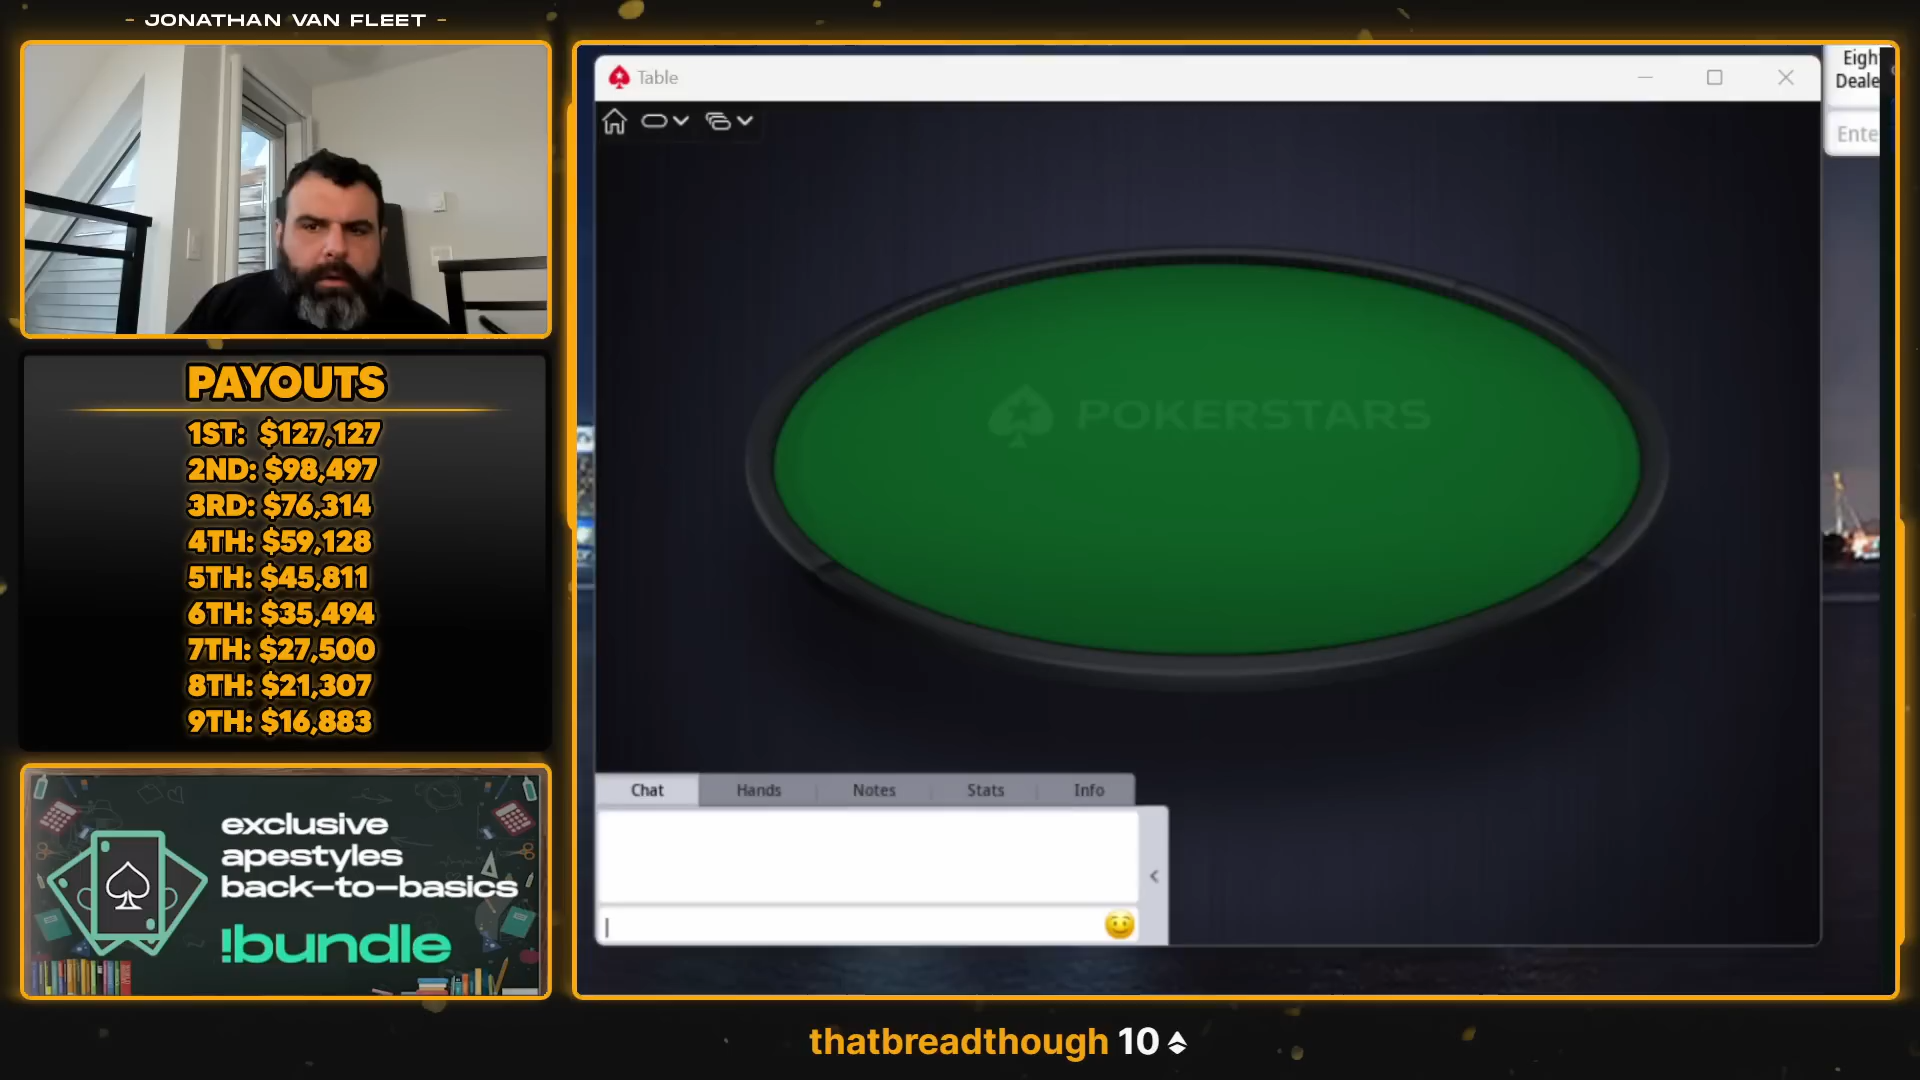 - JONATHAN VAN FLEET -
PAYOUTS
1ST: $127,127
2ND: $98,497
3RD: $76,314
4TH: $59,128
5TH: $45,811
6TH: $35,494
7TH: $27,500
8TH: $21,307
9TH: $16,883
exclusive
apestyles
back-to-basics
!bundle
Table
POKERSTARS
Chat Hands Notes Stats Info
Eigh
Deale
Ente
thatbreadthough 10